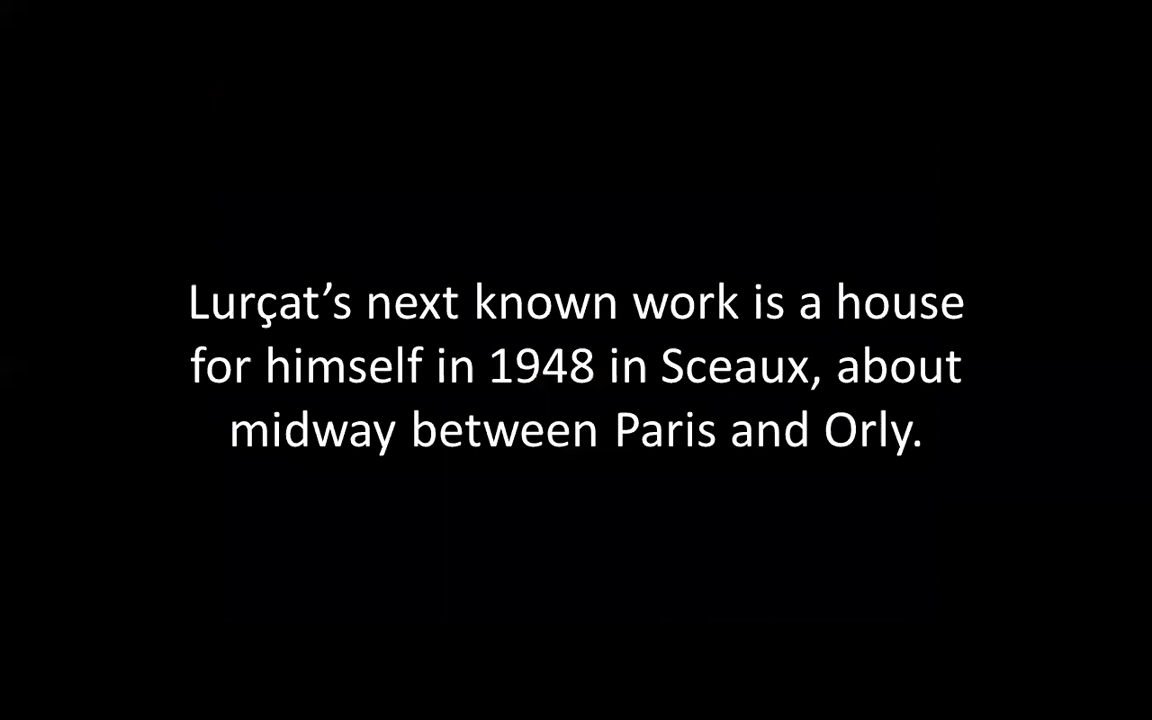 Lurçat’s next known work is a house
for himself in 1948 in Sceaux, about
midway between Paris and Orly.